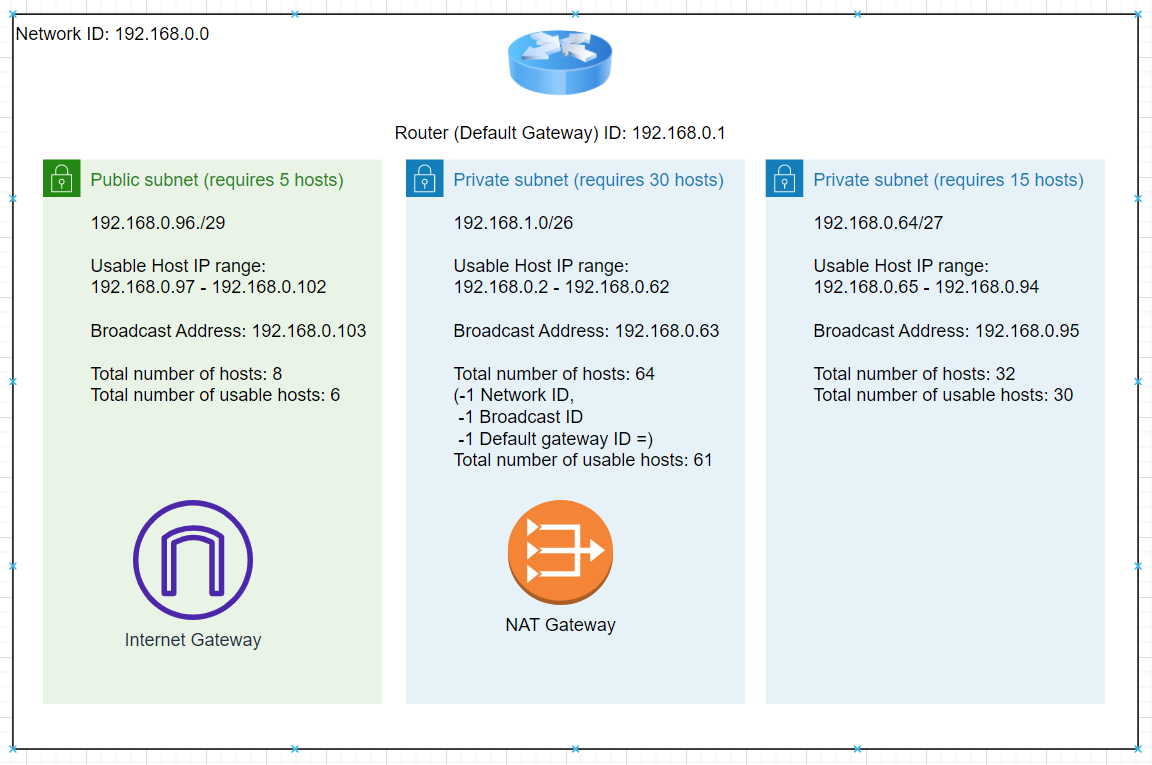 Network ID: 192.168.0.0
Router (Default Gateway) ID: 192.168.0.1
Public subnet (requires 5 hosts)
192.168.0.96./29
Usable Host IP range:
192.168.0.97 - 192.168.0.102
Broadcast Address: 192.168.0.103
Total number of hosts: 8
Total number of usable hosts: 6
Internet Gateway
Private subnet (requires 30 hosts)
192.168.1.0/26
Usable Host IP range:
192.168.0.2 - 192.168.0.62
Broadcast Address: 192.168.0.63
Total number of hosts: 64
(-1 Network ID,
-1 Broadcast ID
-1 Default gateway ID =)
Total number of usable hosts: 61
NAT Gateway
Private subnet (requires 15 hosts)
192.168.0.64/27
Usable Host IP range:
192.168.0.65 - 192.168.0.94
Broadcast Address: 192.168.0.95
Total number of hosts: 32
Total number of usable hosts: 30